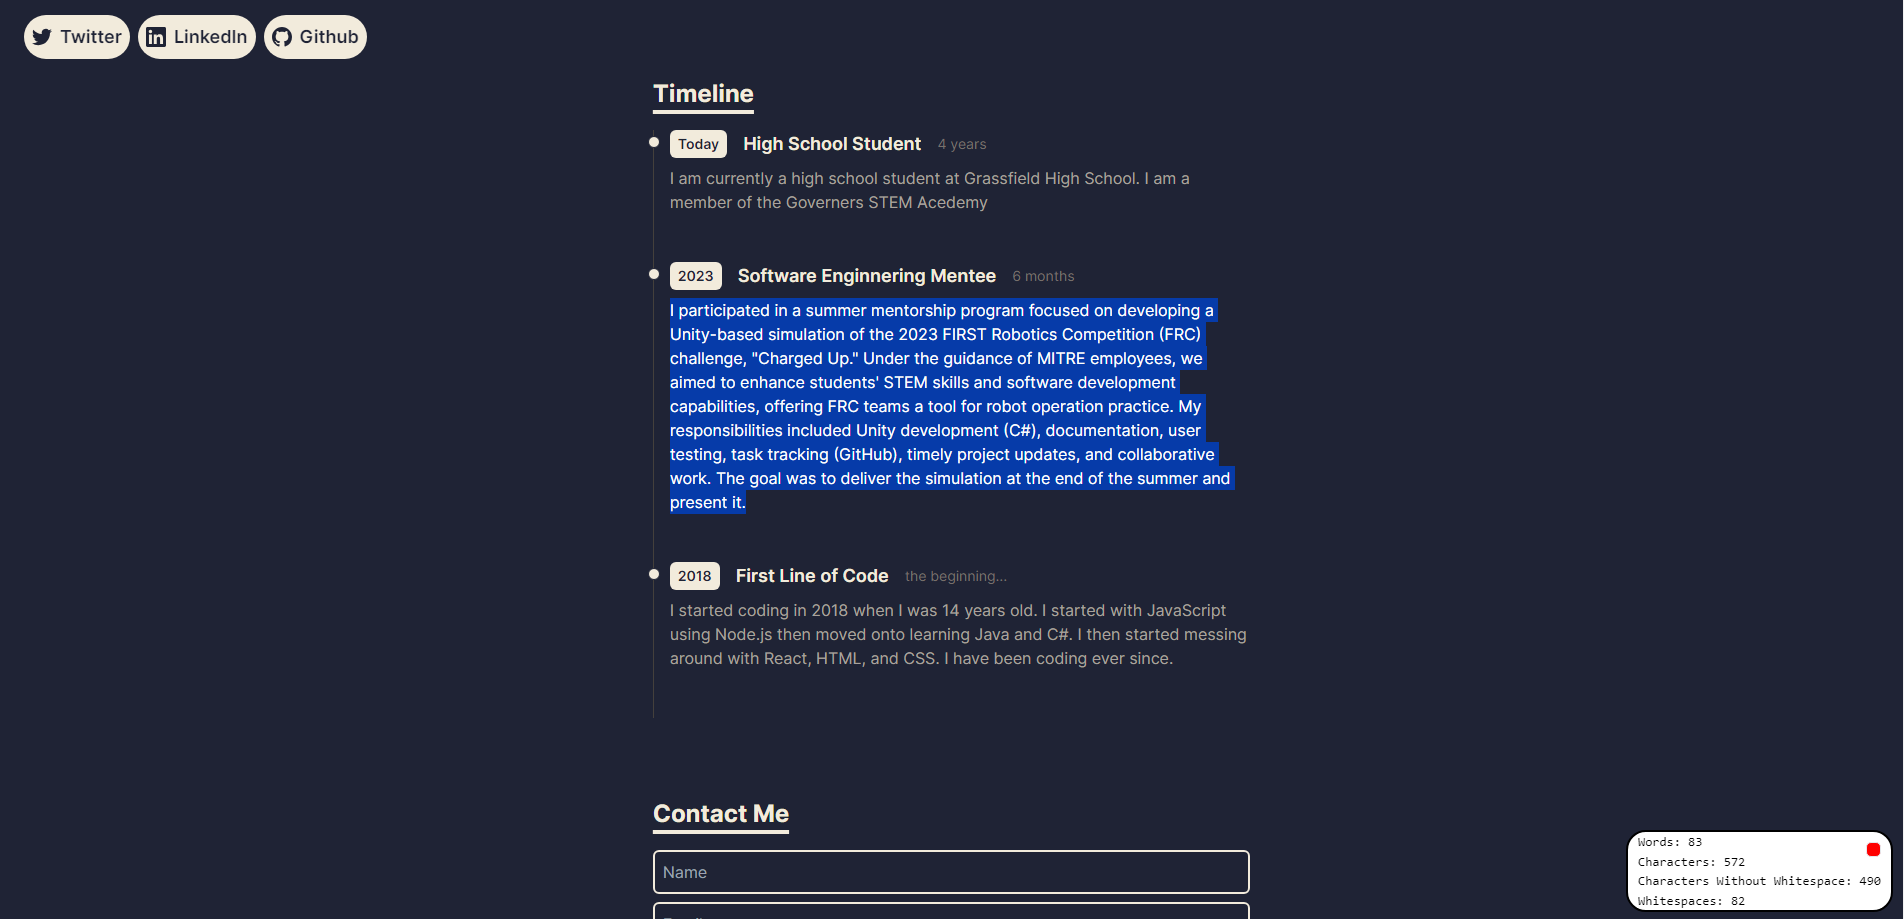 Twitter LinkedIn Github
Timeline
Today High School Student 4 years
I am currently a high school student at Grassfield High School. I am a
member of the Governers STEM Acedemy
2023 Software Enginnering Mentee 6 months
I participated in a summer mentorship program focused on developing a
Unity-based simulation of the 2023 FIRST Robotics Competition (FRC)
challenge, "Charged Up." Under the guidance of MITRE employees, we
aimed to enhance students' STEM skills and software development
capabilities, offering FRC teams a tool for robot operation practice. My
responsibilities included Unity development (C#), documentation, user
testing, task tracking (GitHub), timely project updates, and collaborative
work. The goal was to deliver the simulation at the end of the summer and
present it.
2018 First Line of Code the beginning...
I started coding in 2018 when I was 14 years old. I started with JavaScript
using Node.js then moved onto learning Java and C#. I then started messing
around with React, HTML, and CSS. I have been coding ever since.
Contact Me
Name
Words: 83
Characters: 572
Characters Without Whitespace: 490
Whitespaces: 82